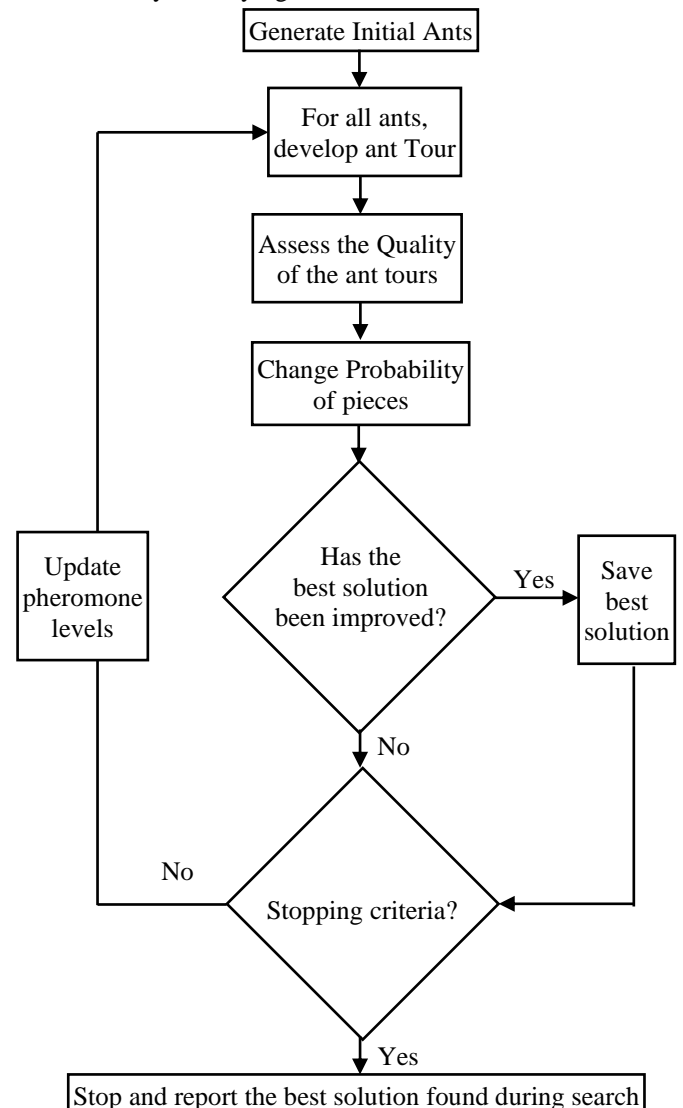 Generate Initial Ants
For all ants,
develop ant Tour
Assess the Quality
of the ant tours
Change Probability
of pieces
Has the
best solution
been improved?
Yes
Save
best
solution
Update
pheromone
levels
No
No
Stopping criteria?
Yes
Stop and report the best solution found during search